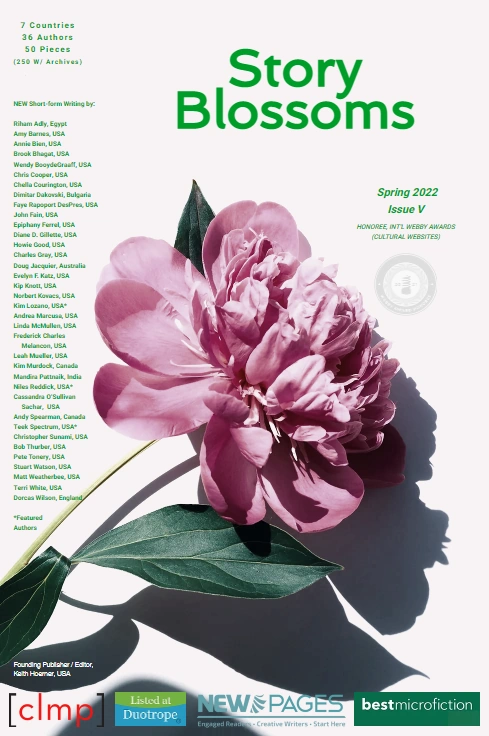 7 Countries
36 Authors
50 Pieces
(250 W/ Archives)
Story
Blossoms
NEW Short-form Writing by:
Riham Adly, Egypt
Amy Barnes, USA
Annie Bien, USA
Brook Bhagat, USA
Wendy BooydeGraaff, USA
Chris Cooper, USA
Chella Courington, USA
Dimitar Dakovski, Bulgaria
Faye Rapoport DesPres, USA
John Fain, USA
Epiphany Ferrel, USA
Diane D. Gillette, USA
Howie Good, USA
Charles Gray, USA
Doug Jacquier, Australia
Evelyn F. Katz, USA
Kip Knott, USA
Norbert Kovacs, USA
Kim Lozano, USA*
Andrea Marcusa, USA
Linda McMullen, USA
Frederick Charles
Melancon, USA
Leah Mueller, USA
Kim Murdock, Canada
Mandira Pattnaik, India
Niles Reddick, USA*
Cassandra O'Sullivan
Sachar, USA
Andy Spearman, Canada
Teek Spectrum, USA*
Christopher Sunami, USA
Bob Thurber, USA
Pete Tonery, USA
Stuart Watson, USA
Matt Weatherbee, USA
Terri White, USA
Dorcas Wilson, England
*Featured
Authors
Spring 2022
Issue V
HONOREE, INT'L WEBBY AWARDS
(CULTURAL WEBSITES)
Founding Publisher / Editor,
Keith Hoerner, USA
[clmp]
Listed at
Duotrope
NEWPAGES
Engaged Readers • Creative Writers • Start Here
bestmicrofiction